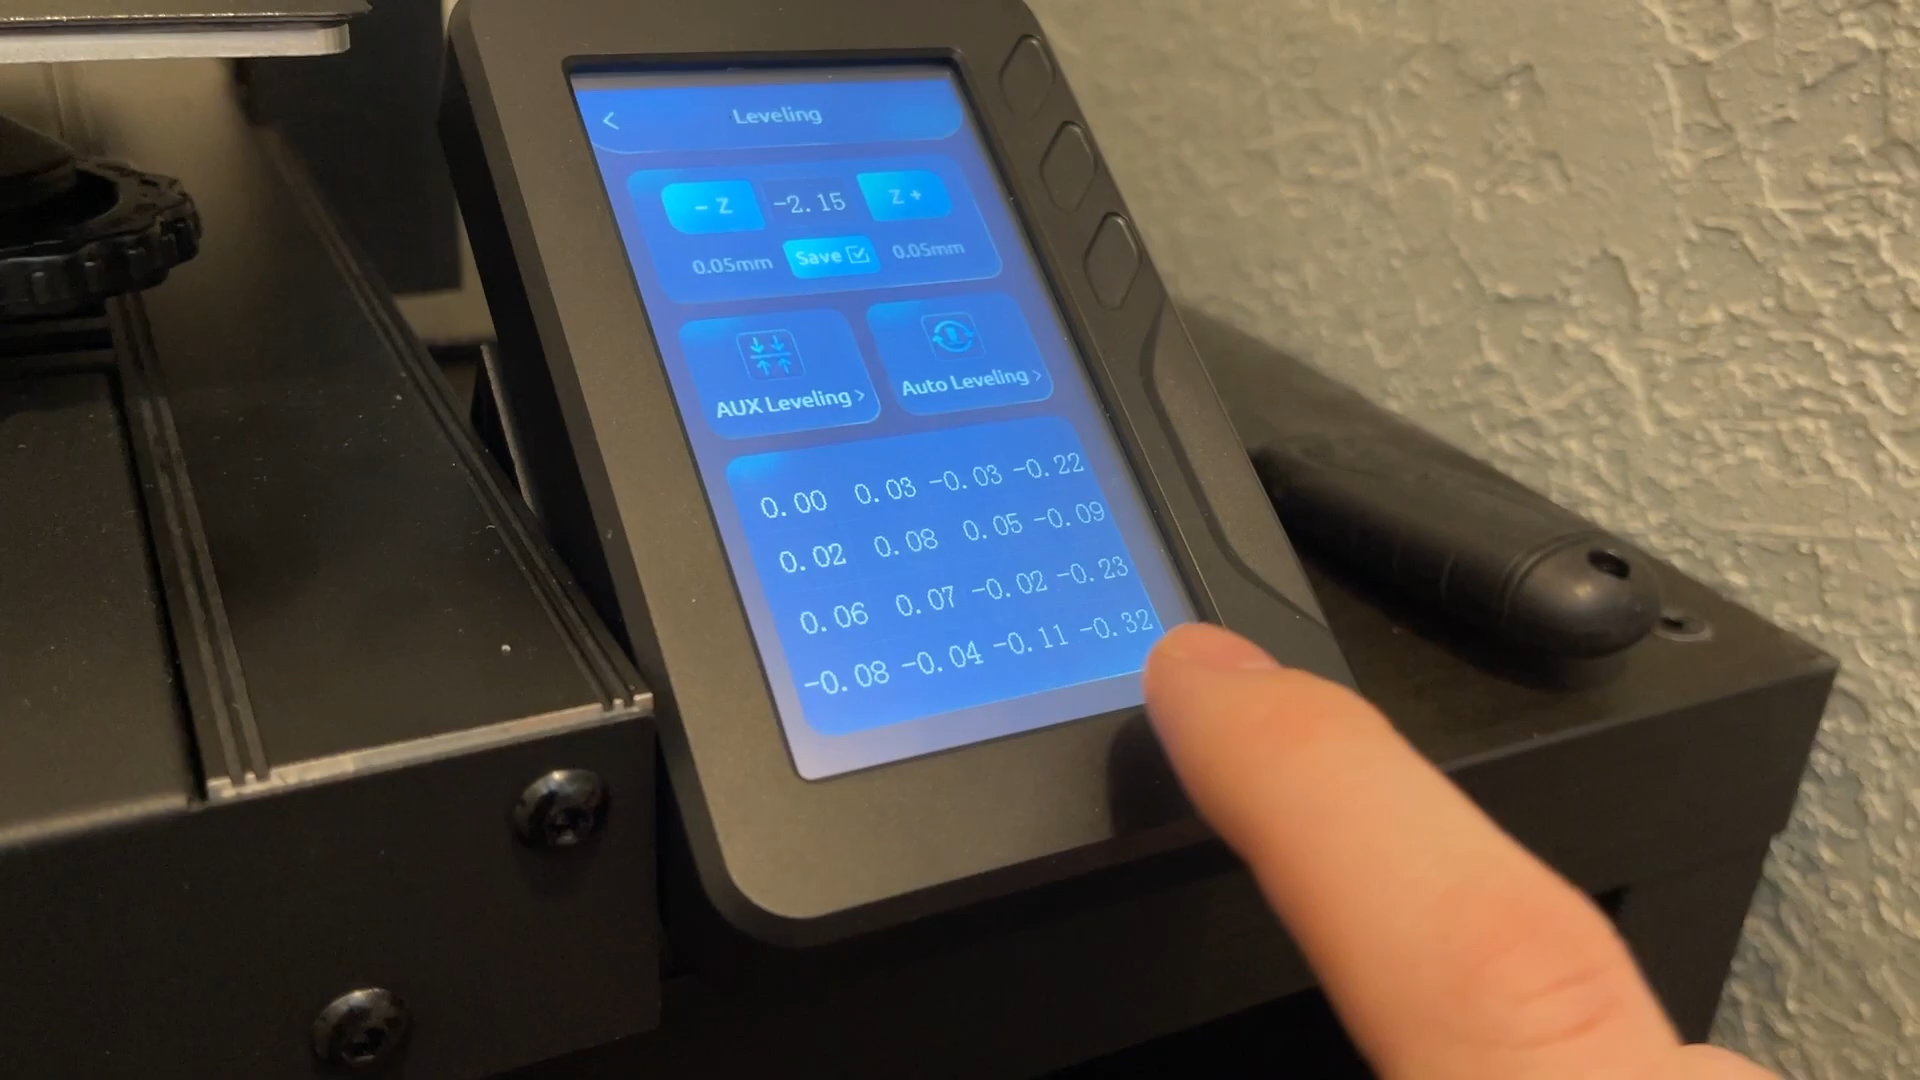 < Leveling
- Z -2.15 Z +
0.05mm Save 0.05mm
AUX Leveling > Auto Leveling >
0.00 0.03 -0.03 -0.22
0.02 0.08 0.05 -0.09
0.06 0.07 -0.02 -0.23
-0.08 -0.04 -0.11 -0.32